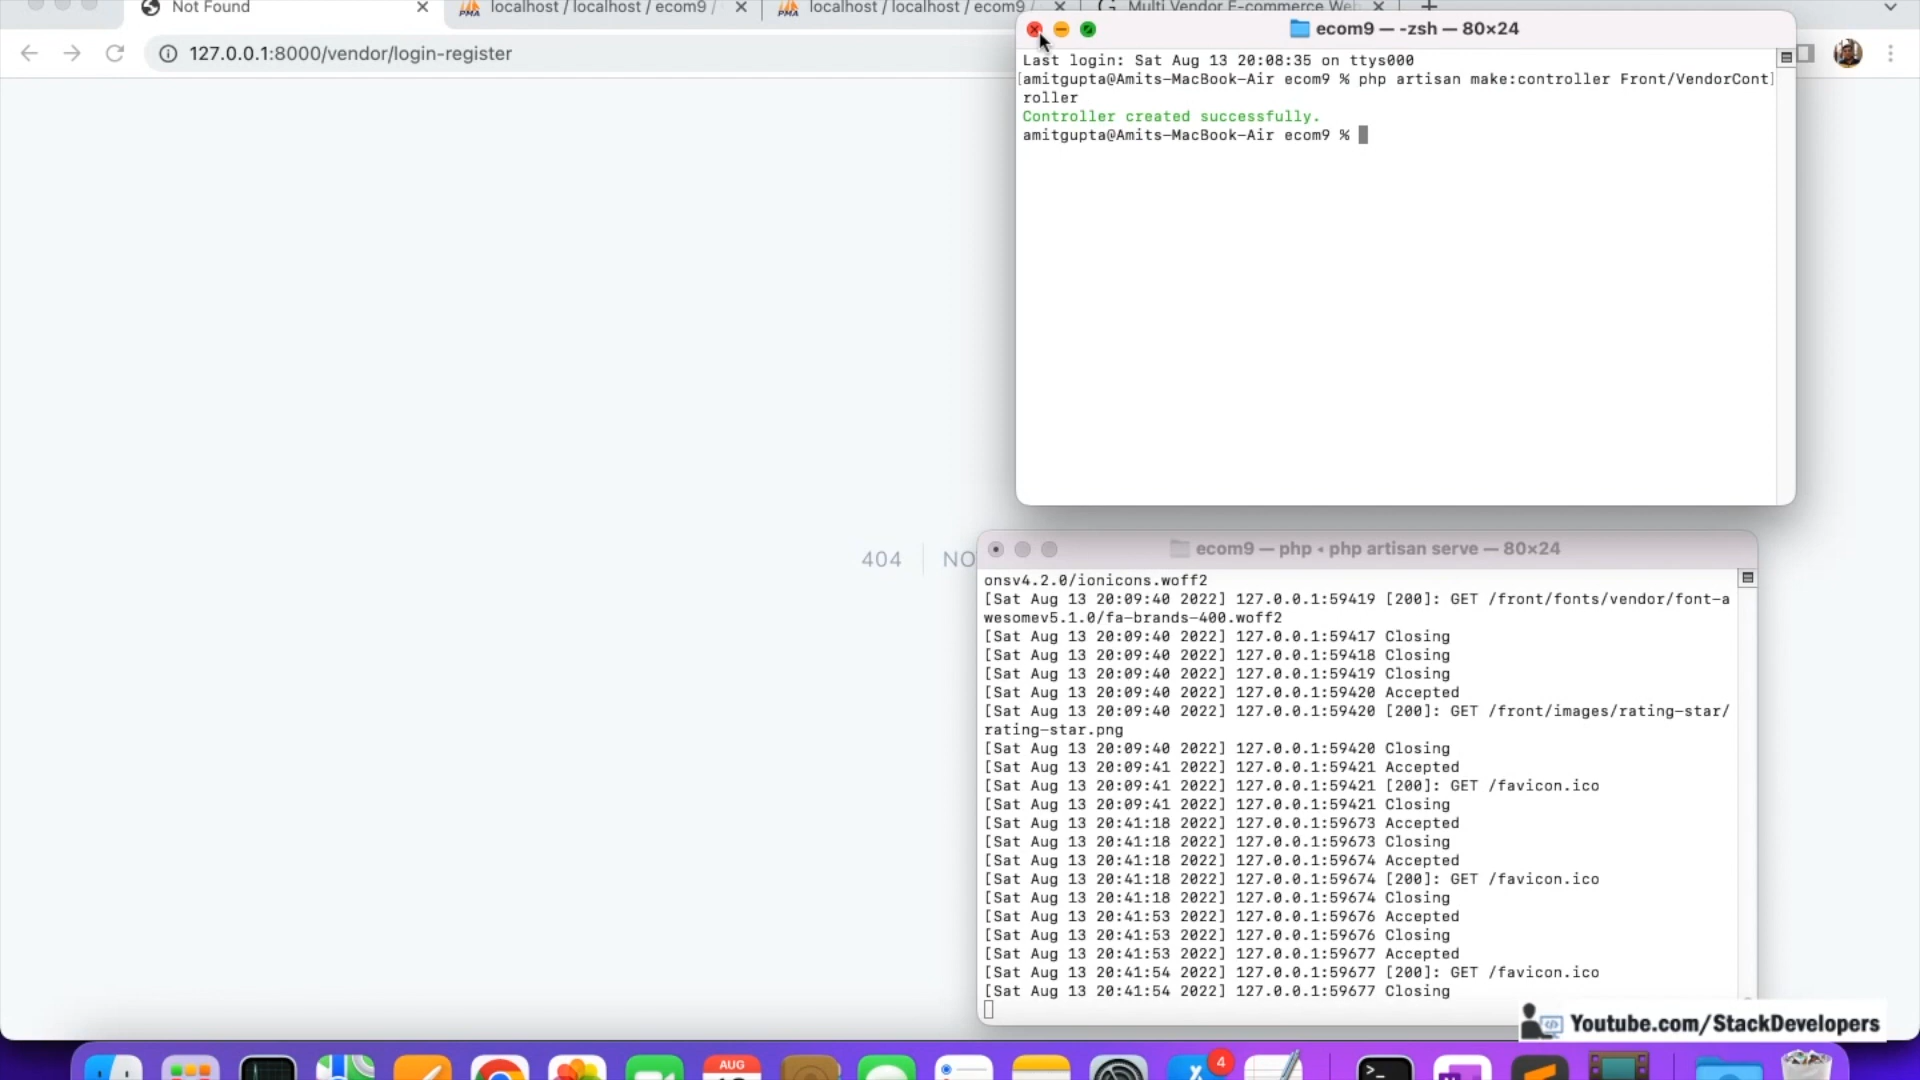 Not Found
localhost / localhost / ecom9 /
localhost / localhost / ecom9 /
Multi Vendor E-commerce Web
127.0.0.1:8000/vendor/login-register
ecom9 — -zsh — 80×24
Last login: Sat Aug 13 20:08:35 on ttys000
[amitgupta@Amits-MacBook-Air ecom9 % php artisan make:controller Front/VendorCont]
roller
Controller created successfully.
amitgupta@Amits-MacBook-Air ecom9 %
404
NO
ecom9 — php • php artisan serve — 80×24
onsv4.2.0/ionicons.woff2
[Sat Aug 13 20:09:40 2022] 127.0.0.1:59419 [200]: GET /front/fonts/vendor/font-a
wesomev5.1.0/fa-brands-400.woff2
[Sat Aug 13 20:09:40 2022] 127.0.0.1:59417 Closing
[Sat Aug 13 20:09:40 2022] 127.0.0.1:59418 Closing
[Sat Aug 13 20:09:40 2022] 127.0.0.1:59419 Closing
[Sat Aug 13 20:09:40 2022] 127.0.0.1:59420 Accepted
[Sat Aug 13 20:09:40 2022] 127.0.0.1:59420 [200]: GET /front/images/rating-star/
rating-star.png
[Sat Aug 13 20:09:40 2022] 127.0.0.1:59420 Closing
[Sat Aug 13 20:09:41 2022] 127.0.0.1:59421 Accepted
[Sat Aug 13 20:09:41 2022] 127.0.0.1:59421 [200]: GET /favicon.ico
[Sat Aug 13 20:09:41 2022] 127.0.0.1:59421 Closing
[Sat Aug 13 20:41:18 2022] 127.0.0.1:59673 Accepted
[Sat Aug 13 20:41:18 2022] 127.0.0.1:59673 Closing
[Sat Aug 13 20:41:18 2022] 127.0.0.1:59674 Accepted
[Sat Aug 13 20:41:18 2022] 127.0.0.1:59674 [200]: GET /favicon.ico
[Sat Aug 13 20:41:18 2022] 127.0.0.1:59674 Closing
[Sat Aug 13 20:41:53 2022] 127.0.0.1:59676 Accepted
[Sat Aug 13 20:41:53 2022] 127.0.0.1:59676 Closing
[Sat Aug 13 20:41:53 2022] 127.0.0.1:59677 Accepted
[Sat Aug 13 20:41:54 2022] 127.0.0.1:59677 [200]: GET /favicon.ico
[Sat Aug 13 20:41:54 2022] 127.0.0.1:59677 Closing
Youtube.com/StackDevelopers
AUG
4